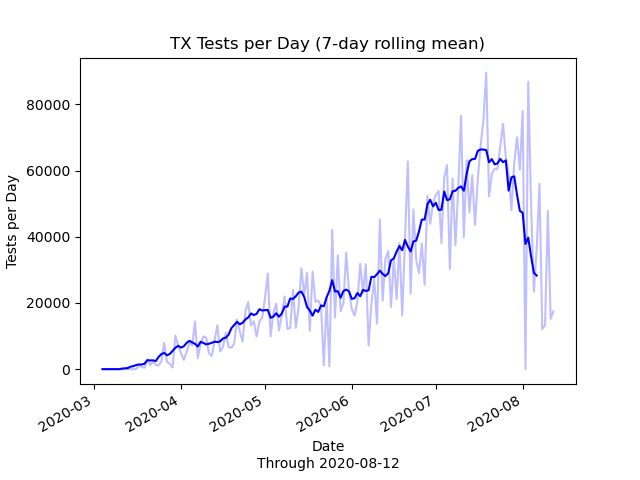 TX Tests per Day (7-day rolling mean)
80000
60000
40000
20000
0
Tests per Day
2020-03
2020-04
2020-05
2020-06
2020-07
2020-08
Date
Through 2020-08-12